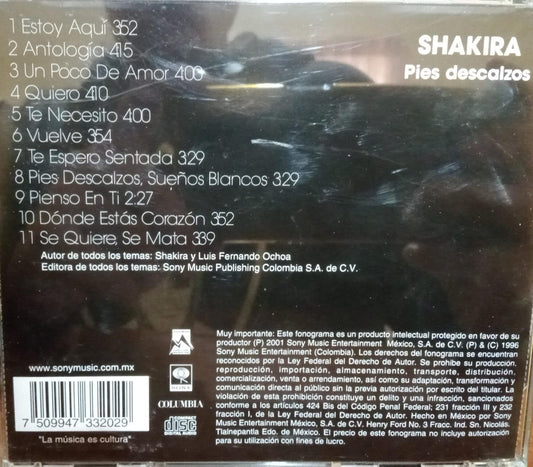 1 Estoy Aquí 352
2 Antología 415
3 Un Poco De Amor 400
4 Quiero 410
5 Te Necesito 400
6 Vuelve 354
7 Te Espero Sentada 329
8 Pies Descalzos, Sueños Blancos 329
9 Pienso En Ti 2:27
10 Dónde Estás Corazón 352
11 Se Quiere, Se Mata 339
Autor de todos los temas: Shakira y Luis Fernando Ochoa
Editora de todos los temas: Sony Music Publishing Colombia S.A. de C.V.
SHAKIRA
Pies descalzos
www.sonymusic.com.mx
7 509947 332029
"La música es cultura"
SONY
COLUMBIA
COMPACT
disc
DIGITAL AUDIO
Muy importante: Este fonograma es un producto intelectual protegido en favor de su
productor (P) 2001 Sony Music Entertainment México, S.A. de C.V. (P) & (C) 1996
Sony Music Entertainment (Colombia). Los derechos del fonograma se encuentran
reconocidos por la Ley Federal del Derecho de Autor. Se prohibe su producción,
reproducción, importación, almacenamiento, transporte, distribución,
comercialización, venta o arrendamiento, así como su adaptación, transformación y
comunicación directa al público sin la previa autorización por escrito del titular. La
violación de esta prohibición constituye un delito y una infracción, sancionados
conforme a los artículos 424 Bis del Código Penal Federal; 231 fracción III y 232
fracción I, de la Ley Federal del Derecho de Autor. Hecho en México por Sony
Music Entertainment México, S.A. de C.V. Henry Ford No. 3 Fracc. Ind. Sn. Nicolás,
Tlalnepantla Edo. de México. El precio de este fonograma no incluye autorización
para su utilización con fines de lucro.